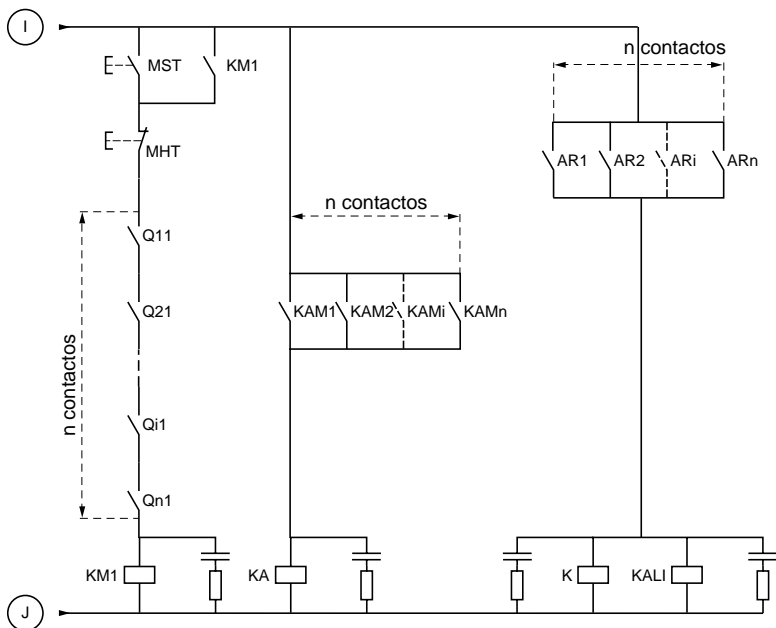 I
MST
KM1
n contactos
MHT
AR1
AR2
ARi
ARn
n contactos
Q11
Q21
KAM1
KAM2
KAMi
KAMn
n contactos
Qi1
Qn1
KM1
KA
K
KALI
J